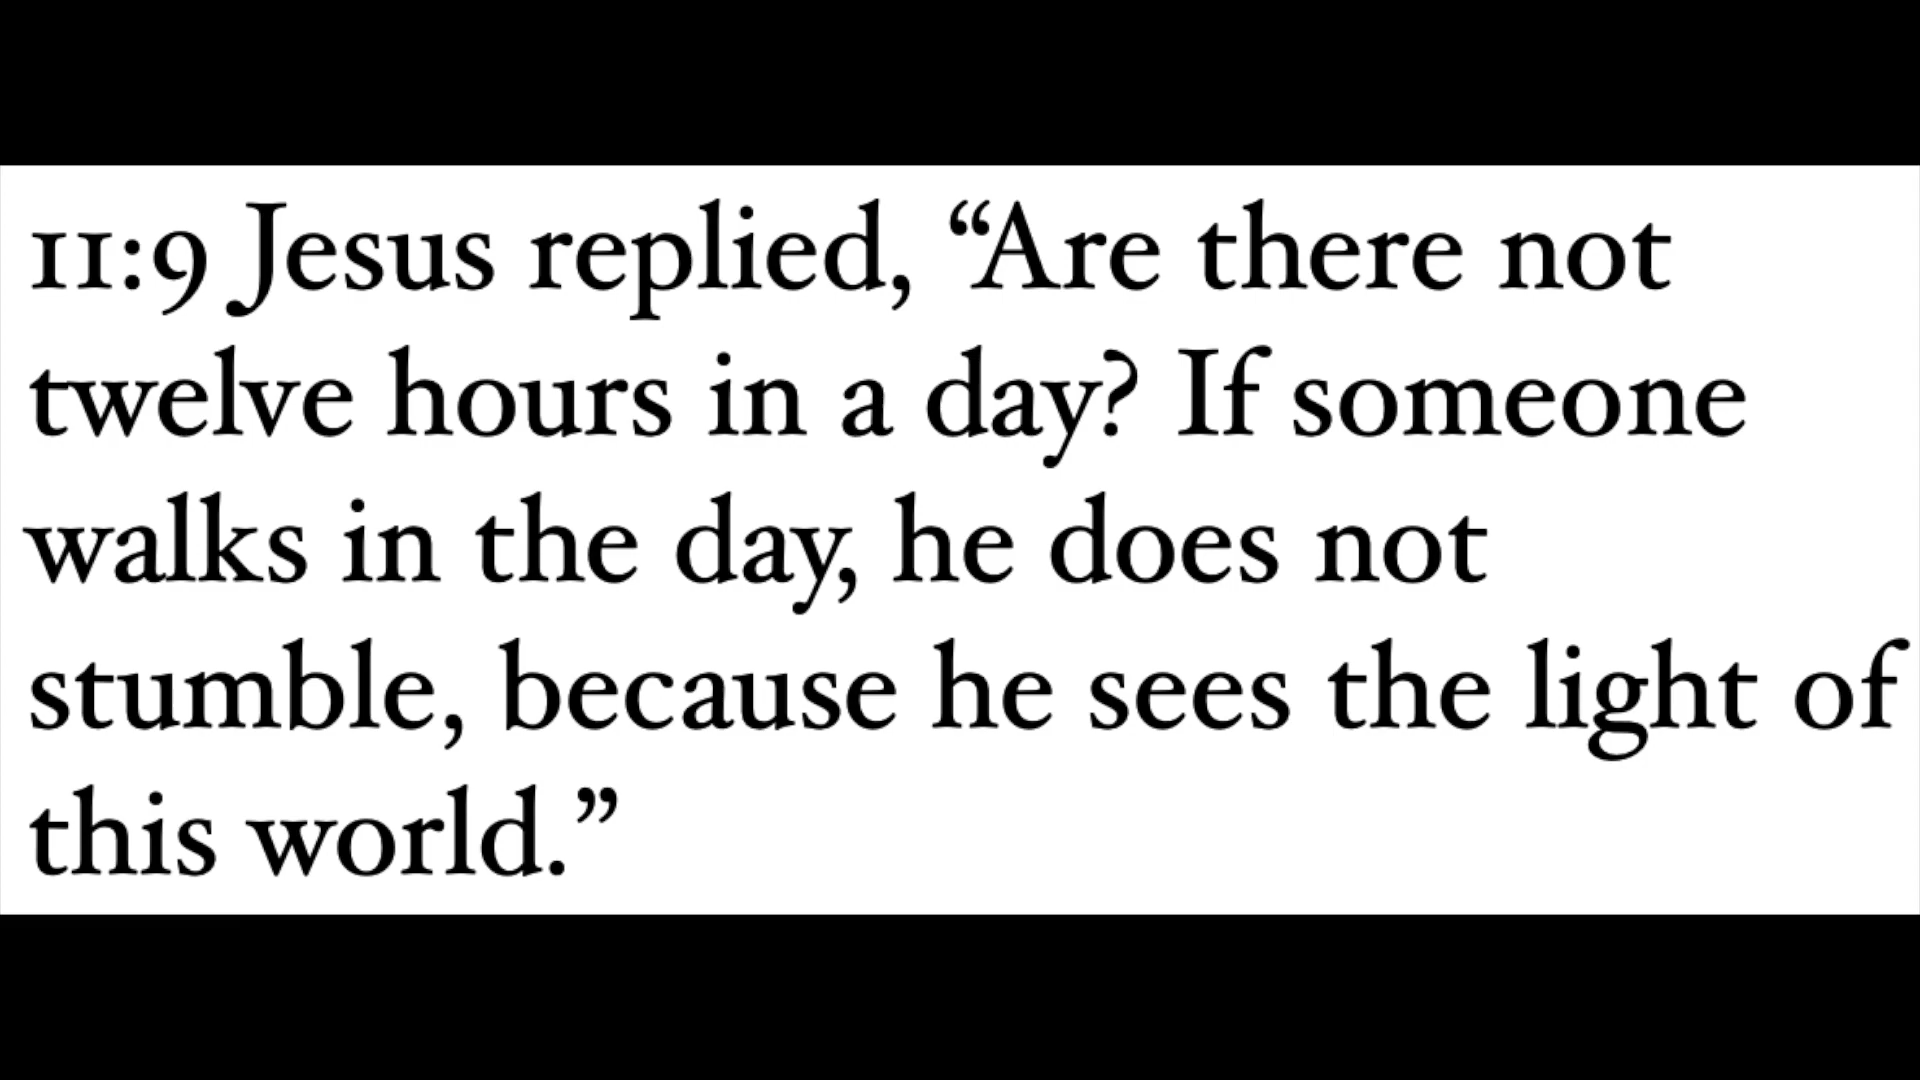 11:9 Jesus replied, “Are there not
twelve hours in a day? If someone
walks in the day, he does not
stumble, because he sees the light of
this world.”